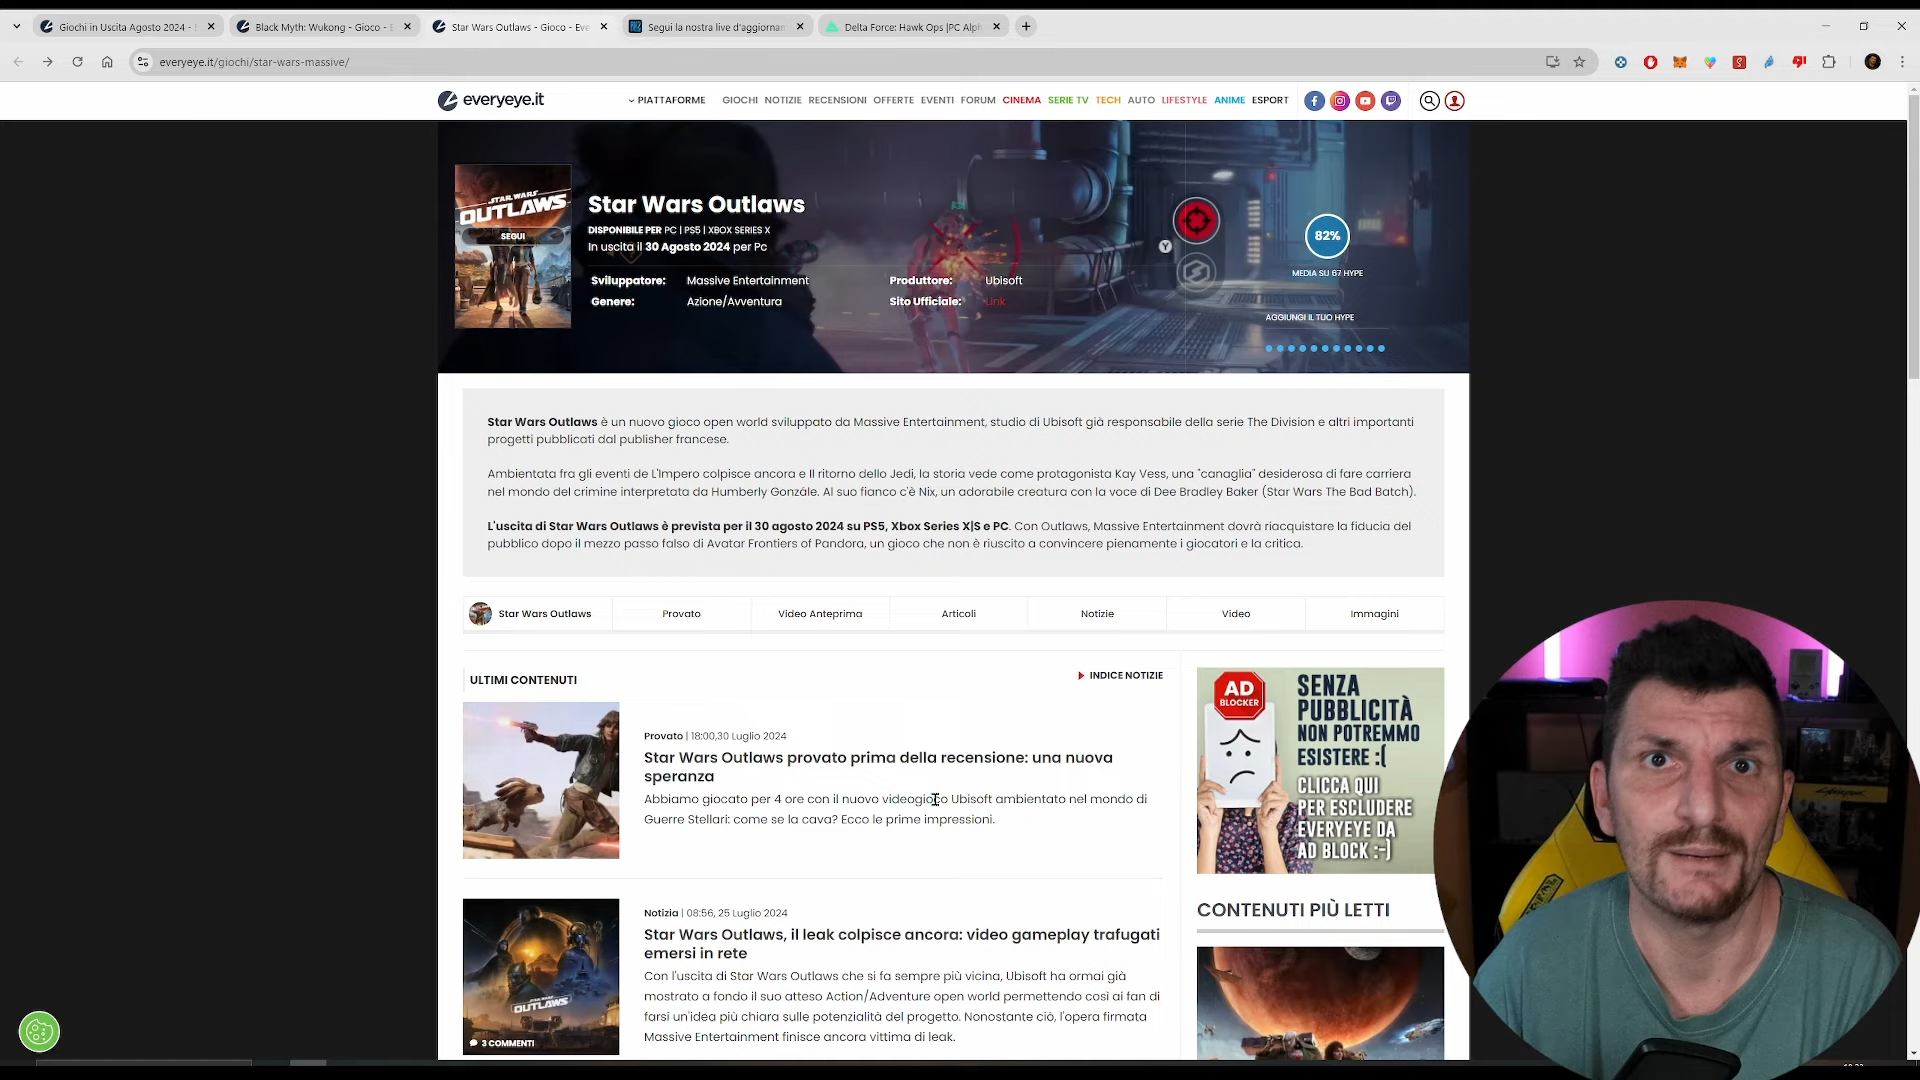 Giochi in Uscita Agosto 2024 -
Black Myth: Wukong - Gioco - E
Star Wars Outlaws - Gioco - Eve
Segui la nostra live d'aggiornan
Delta Force: Hawk Ops |PC Alph
everyeye.it/giochi/star-wars-massive/
everyeye.it
PIATTAFORME GIOCHI NOTIZIE RECENSIONI OFFERTE EVENTI FORUM CINEMA SERIE TV TECH AUTO LIFESTYLE ANIME ESPORT
STAR WARS
OUTLAWS
SEGUI
Star Wars Outlaws
DISPONIBILE PER PC | PS5 | XBOX SERIES X
In uscita il 30 Agosto 2024 per Pc
Sviluppatore: Massive Entertainment Produttore: Ubisoft
Genere: Azione/Avventura Sito Ufficiale: Link
Y
82%
MEDIA SU 67 HYPE
AGGIUNGI IL TUO HYPE
Star Wars Outlaws è un nuovo gioco open world sviluppato da Massive Entertainment, studio di Ubisoft già responsabile della serie The Division e altri importanti
progetti pubblicati dal publisher francese.
Ambientata fra gli eventi de L'Impero colpisce ancora e Il ritorno dello Jedi, la storia vede come protagonista Kay Vess, una "canaglia" desiderosa di fare carriera
nel mondo del crimine interpretata da Humberly Gonzále. Al suo fianco c'è Nix, un adorabile creatura con la voce di Dee Bradley Baker (Star Wars The Bad Batch).
L'uscita di Star Wars Outlaws è prevista per il 30 agosto 2024 su PS5, Xbox Series X|S e PC. Con Outlaws, Massive Entertainment dovrà riacquistare la fiducia del
pubblico dopo il mezzo passo falso di Avatar Frontiers of Pandora, un gioco che non è riuscito a convincere pienamente i giocatori e la critica.
Star Wars Outlaws Provato Video Anteprima Articoli Notizie Video Immagini
ULTIMI CONTENUTI
INDICE NOTIZIE
Provato | 18:00,30 Luglio 2024
Star Wars Outlaws provato prima della recensione: una nuova
speranza
Abbiamo giocato per 4 ore con il nuovo videogioco Ubisoft ambientato nel mondo di
Guerre Stellari: come se la cava? Ecco le prime impressioni.
OUTLAWS
3 COMMENTI
Notizia | 08:56, 25 Luglio 2024
Star Wars Outlaws, il leak colpisce ancora: video gameplay trafugati
emersi in rete
Con l'uscita di Star Wars Outlaws che si fa sempre più vicina, Ubisoft ha ormai già
mostrato a fondo il suo atteso Action/Adventure open world permettendo così ai fan di
farsi un'idea più chiara sulle potenzialità del progetto. Nonostante ciò, l'opera firmata
Massive Entertainment finisce ancora vittima di leak.
AD
BLOCKER
SENZA
PUBBLICITÀ
NON POTREMMO
ESISTERE :(
CLICCA QUI
PER ESCLUDERE
EVERYEYE DA
AD BLOCK :-)
CONTENUTI PIÙ LETTI